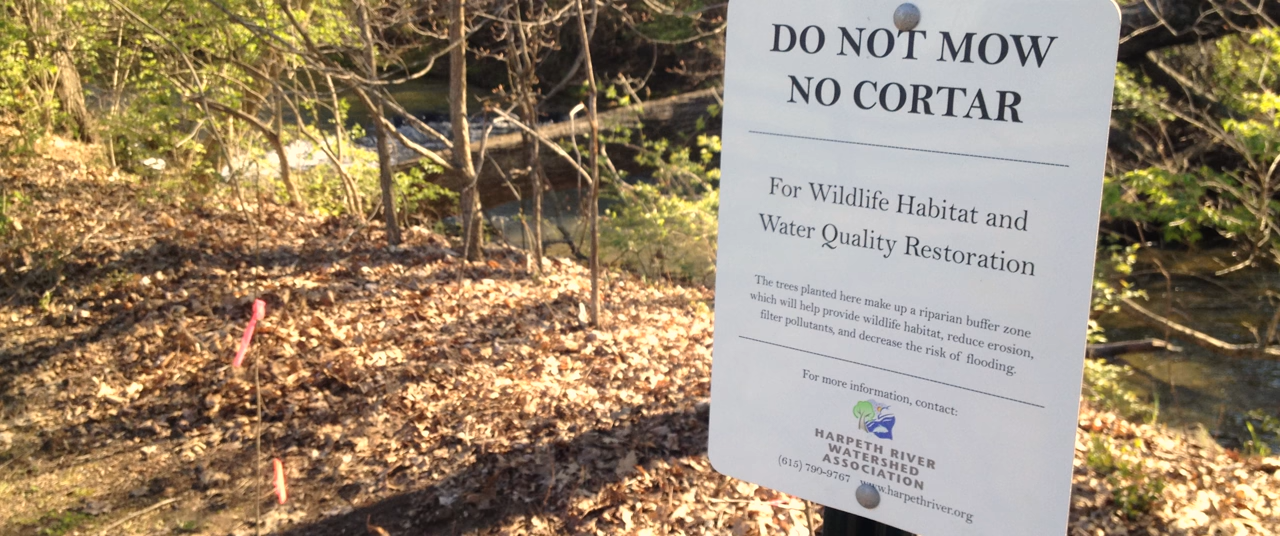 DO NOT MOW
NO CORTAR
For Wildlife Habitat and
Water Quality Restoration
The trees planted here make up a riparian buffer zone
which will help provide wildlife habitat, reduce erosion,
filter pollutants, and decrease the risk of flooding.
For more information, contact:
HARPETH RIVER
WATERSHED
ASSOCIATION
(615) 790-9767 www.harpethriver.org